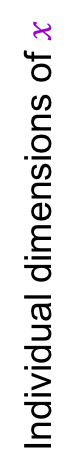 Individual dimensions of x